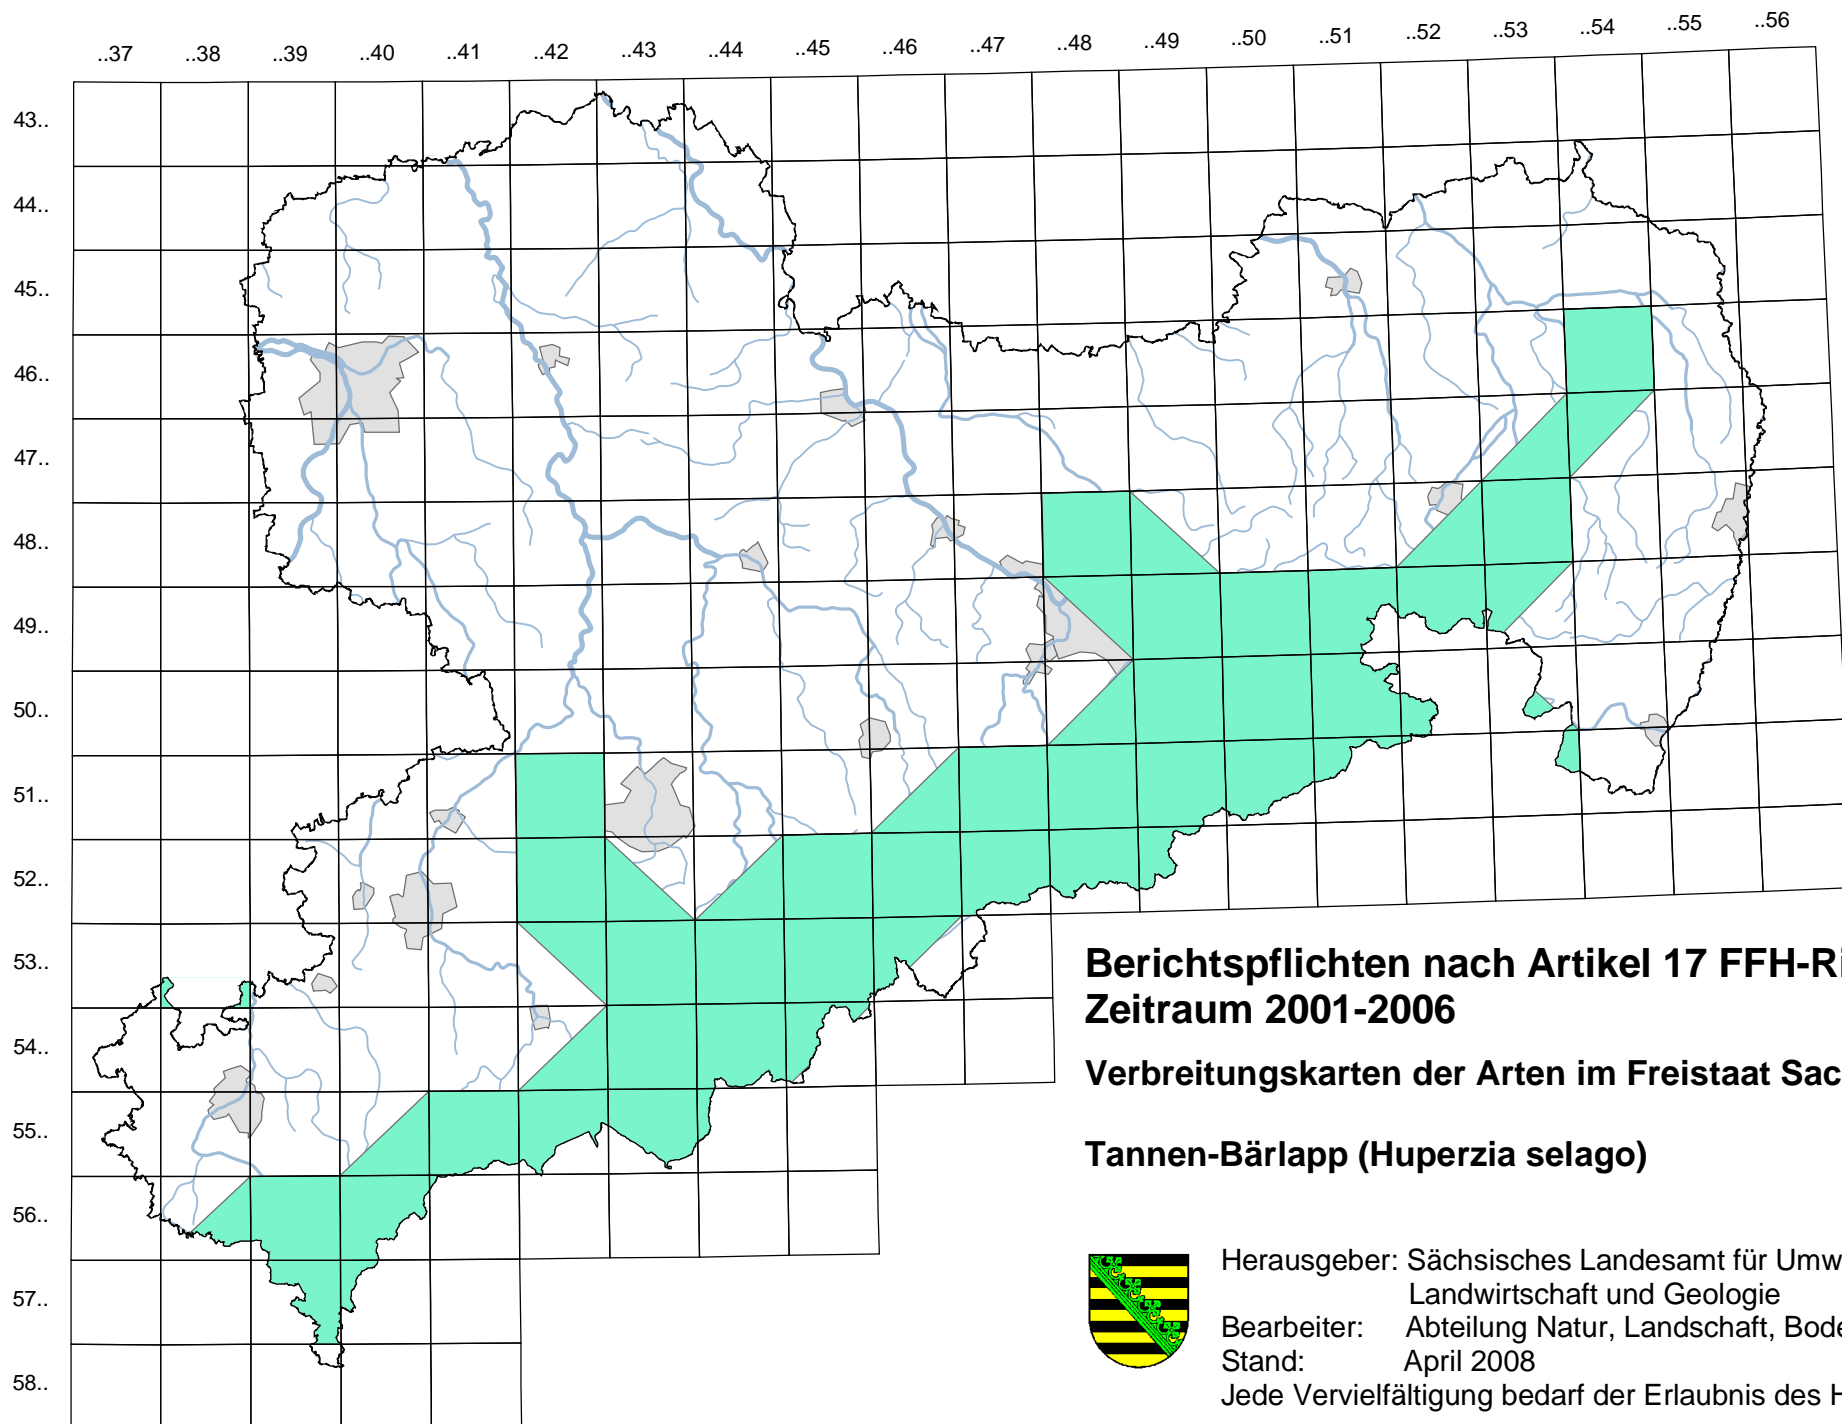 ..37 ..38 ..39 ..40 ..41 ..42 ..43 ..44 ..45 ..46 ..47 ..48 ..49 ..50 ..51 ..52 ..53 ..54 ..55 ..56
43..
44..
45..
46..
47..
48..
49..
50..
51..
52..
53..
54..
55..
56..
57..
58..
Berichtspflichten nach Artikel 17 FFH-Ri
Zeitraum 2001-2006
Verbreitungskarten der Arten im Freistaat Sac
Tannen-Bärlapp (Huperzia selago)
Herausgeber: Sächsisches Landesamt für Umw
Landwirtschaft und Geologie
Bearbeiter: Abteilung Natur, Landschaft, Bode
Stand: April 2008
Jede Vervielfältigung bedarf der Erlaubnis des H